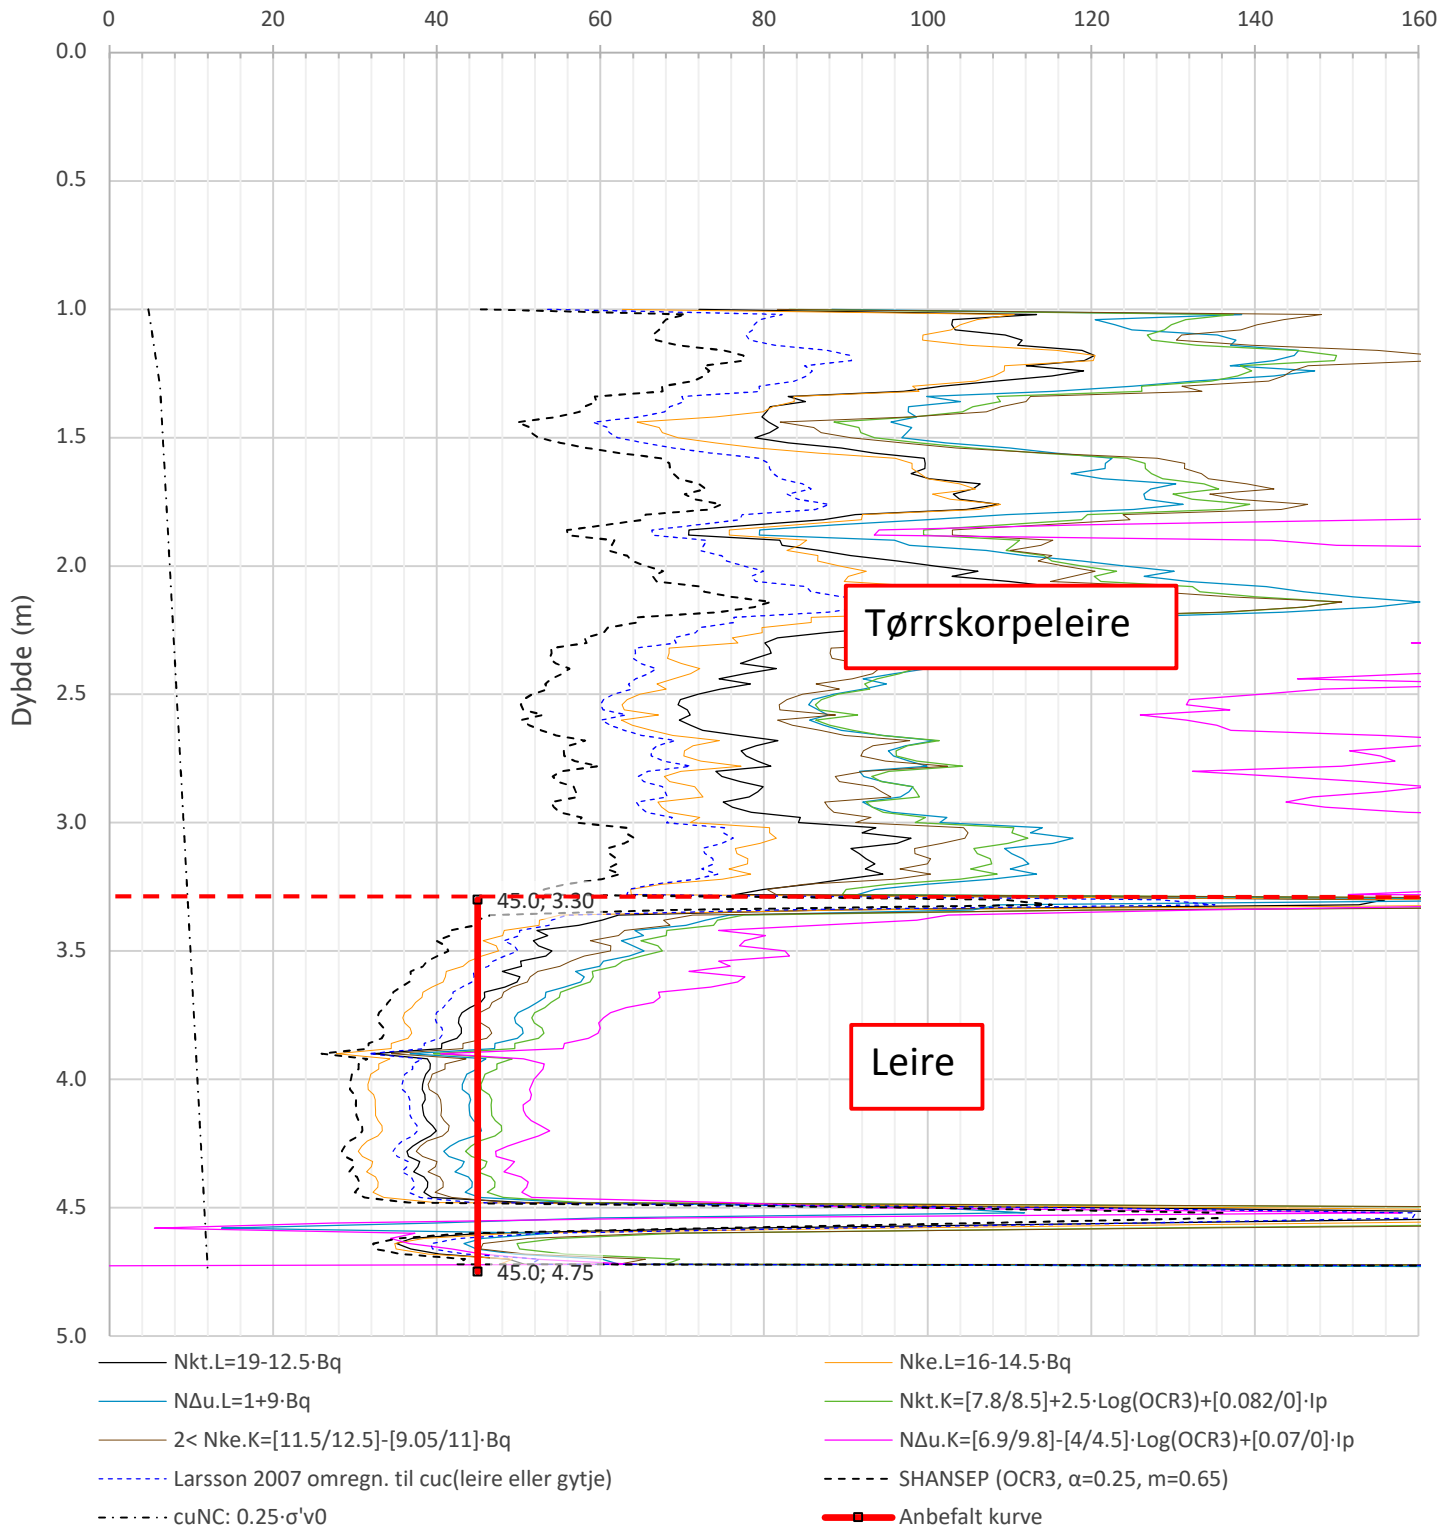 0 20 40 60 80 100 120 140 160
0.0
0.5
1.0
1.5
2.0
2.5
3.0
3.5
4.0
4.5
5.0
Dybde (m)
Tørrskorpeleire
45.0; 3.30
Leire
45.0; 4.75
Nkt.L=19-12.5·Bq
Nke.L=16-14.5·Bq
NΔu.L=1+9·Bq
Nkt.K=[7.8/8.5]+2.5·Log(OCR3)+[0.082/0]·Ip
2< Nke.K=[11.5/12.5]-[9.05/11]·Bq
NΔu.K=[6.9/9.8]-[4/4.5]·Log(OCR3)+[0.07/0]·Ip
Larsson 2007 omregn. til cuc(leire eller gytje)
SHANSEP (OCR3, α=0.25, m=0.65)
cuNC: 0.25·σ'v0
Anbefalt kurve